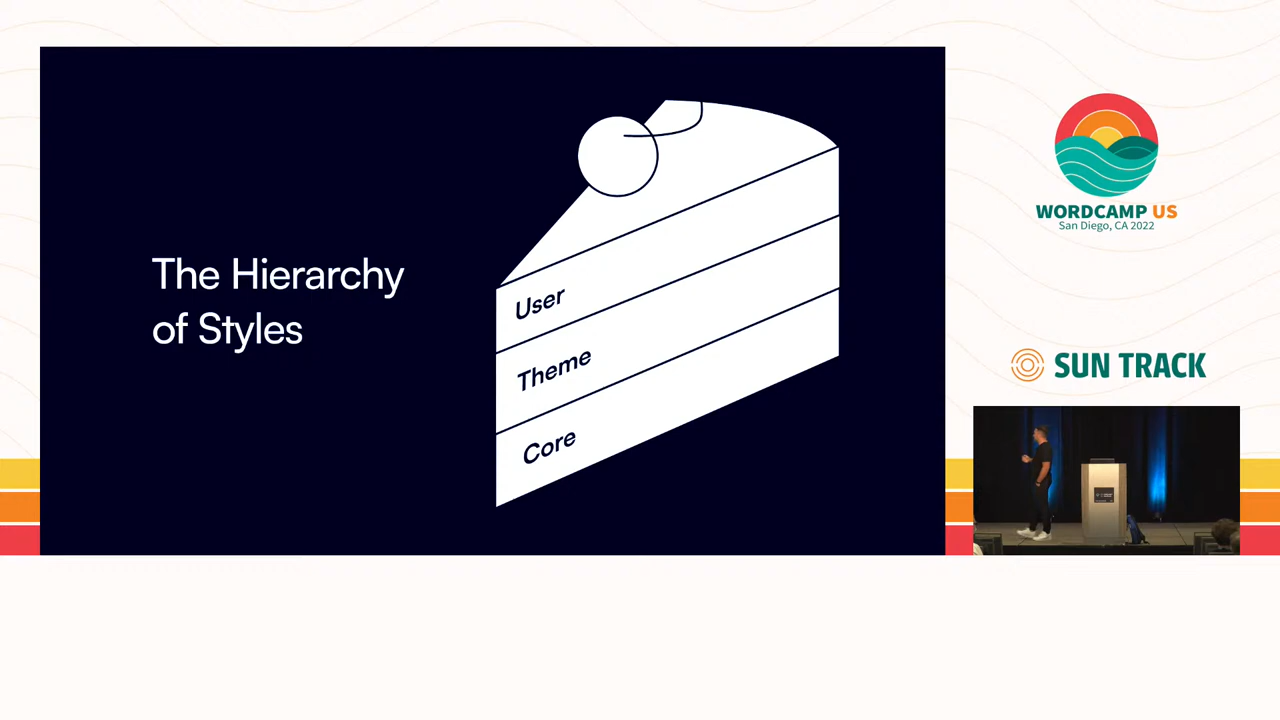 The Hierarchy
of Styles
User
Theme
Core
WORDCAMP US
San Diego, CA 2022
SUN TRACK